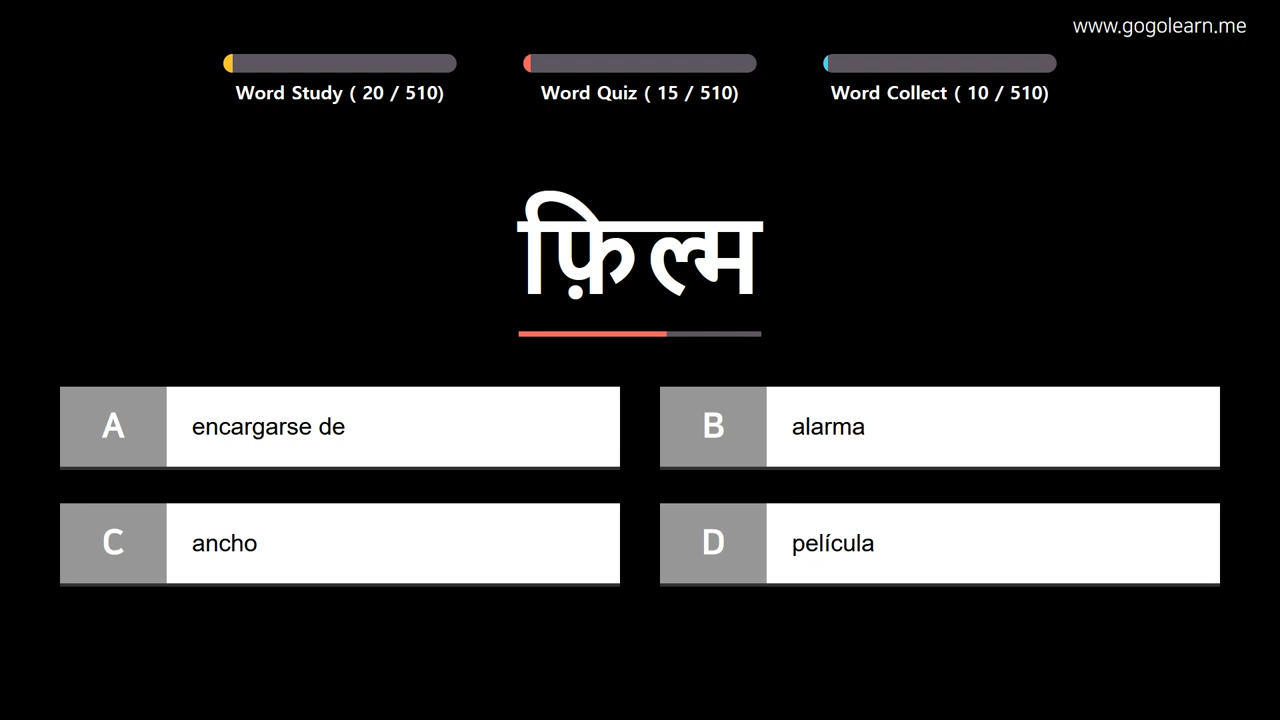 www.gogolearn.me
Word Study ( 20 / 510)
Word Quiz ( 15 / 510)
Word Collect ( 10 / 510)
फ़िल्म
A encargarse de
B alarma
C ancho
D película